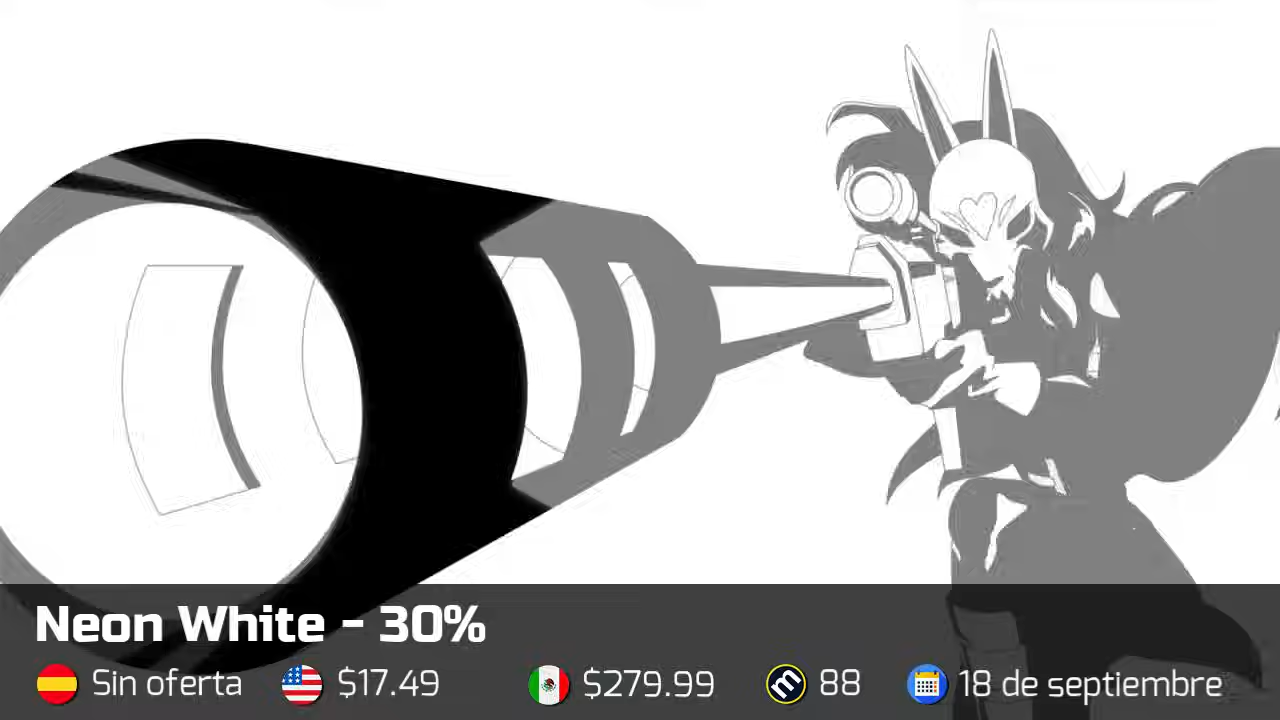 Neon White - 30%
Sin oferta $17.49 $279.99 88 18 de septiembre